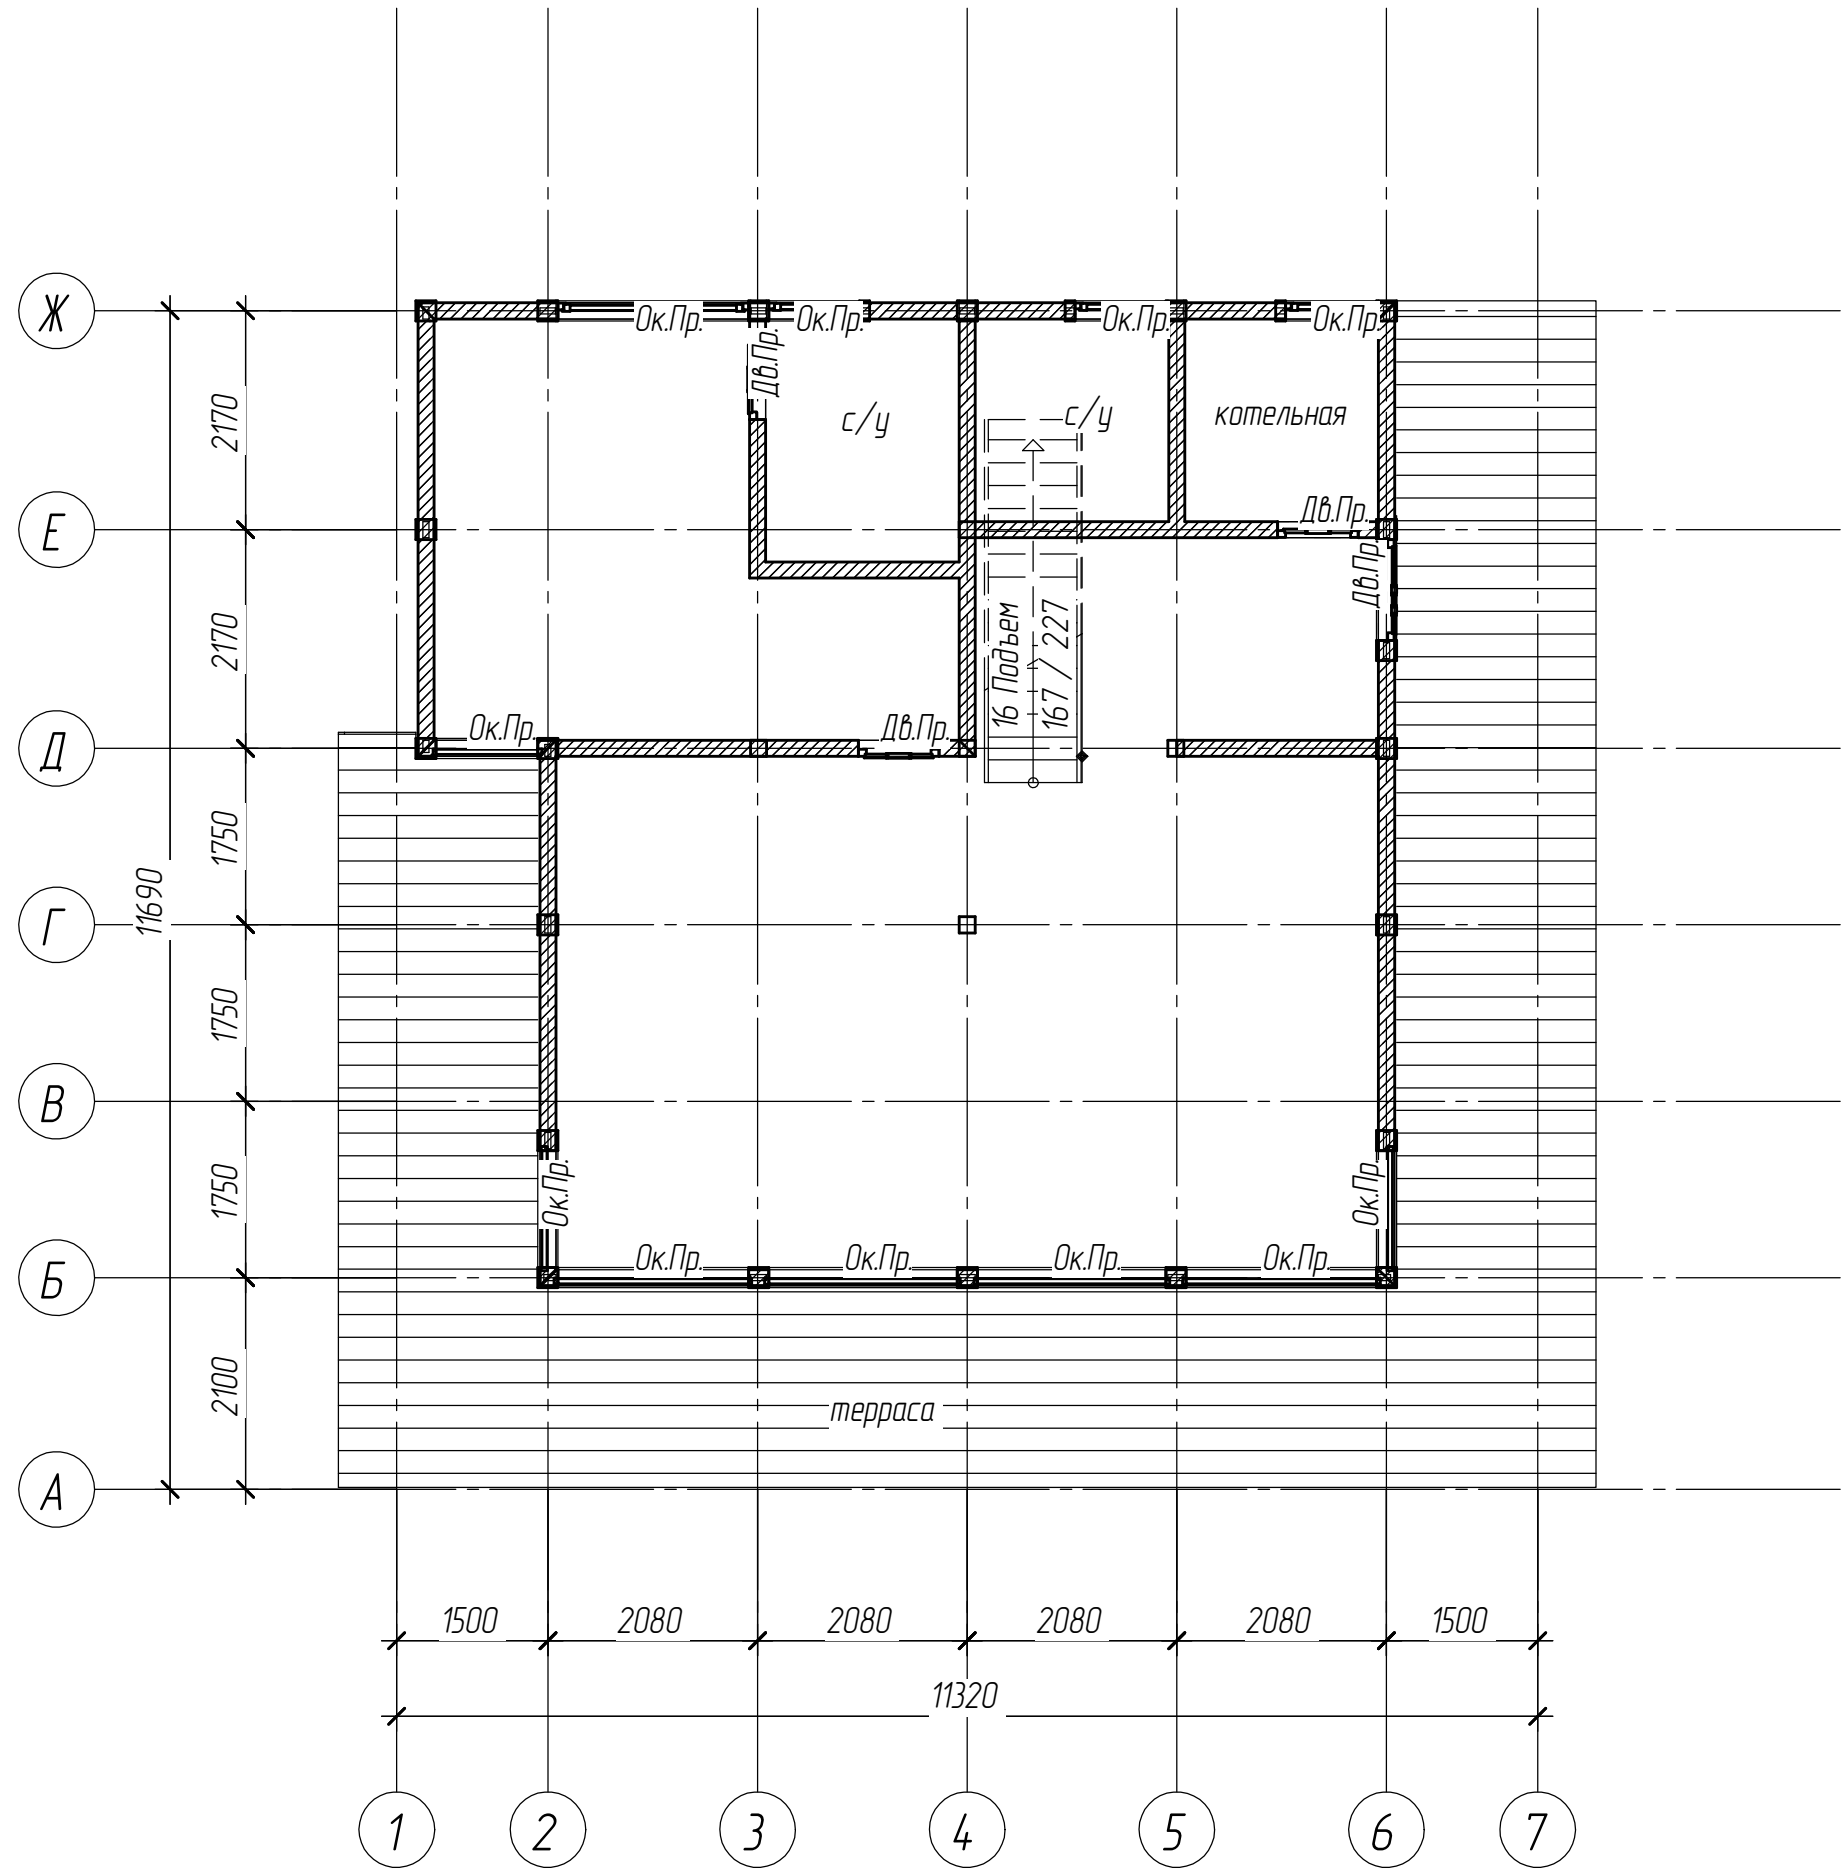 Ж
Ок.Пр.
Ок.Пр.
Ок.Пр.
Ок.Пр.
Дв.Пр.
2170
с/у
с/у
котельная
Е
Дв.Пр.
Дв.Пр.
2170
16 Подъем
167 / 227
Ок.Пр.
Дв.Пр.
Д
1750
11690
Г
1750
В
1750
Ок.Пр.
Ок.Пр.
Ок.Пр.
Ок.Пр.
Ок.Пр.
Ок.Пр.
Б
2100
терраса
А
1500
2080
2080
2080
2080
1500
11320
1
2
3
4
5
6
7